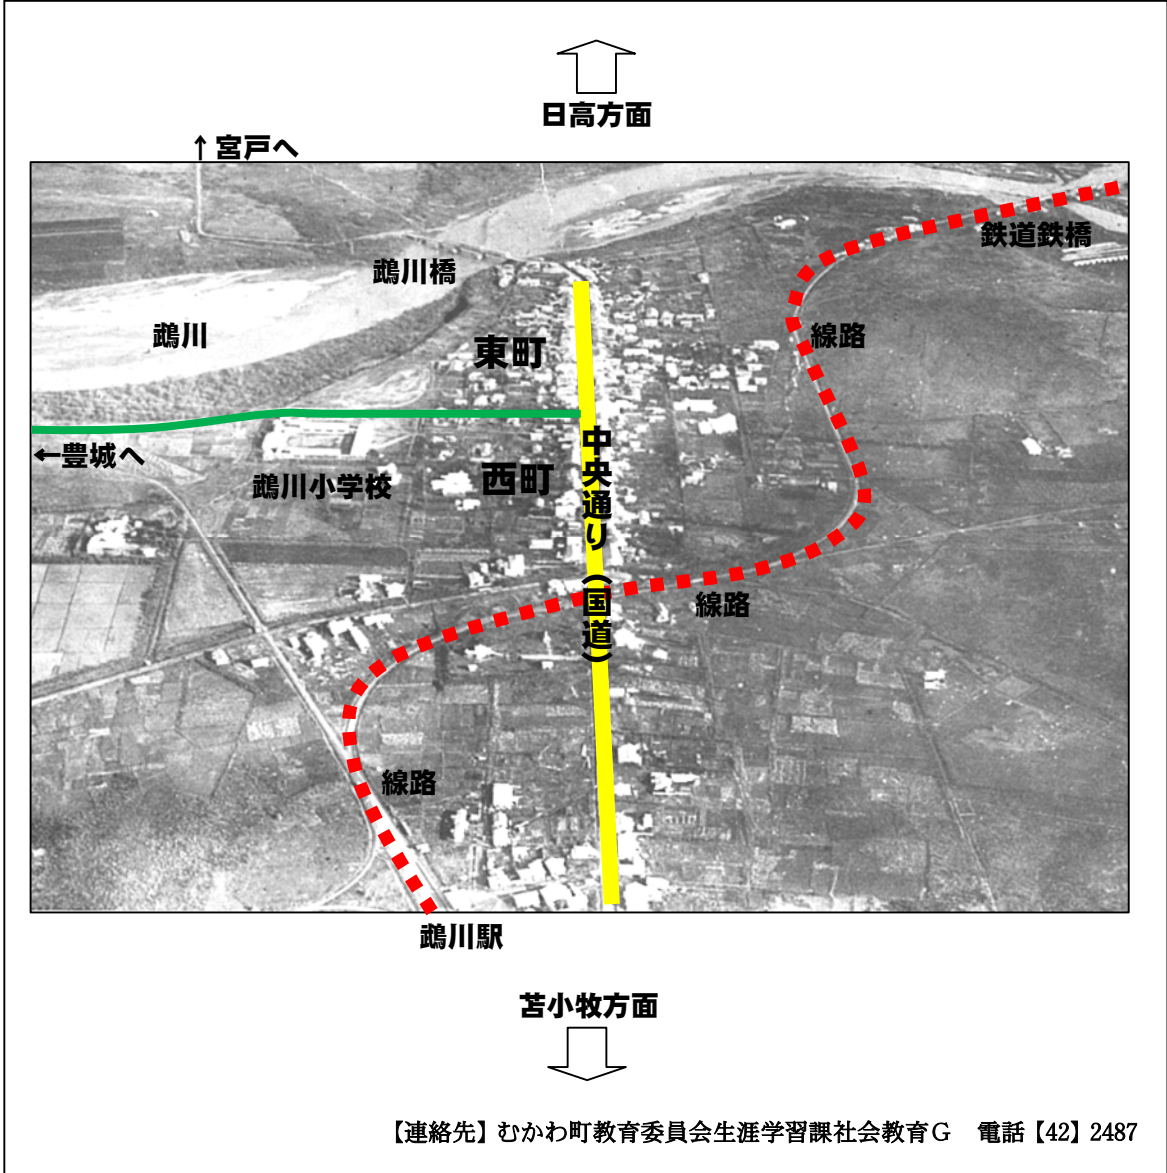 日高方面
↑宮戸へ
鉄道鉄橋
鵡川橋
鵡川
線路
東町
←豊城へ
鵡川小学校
西町
中央通り(国道)
線路
線路
鵡川駅
苫小牧方面
【連絡先】むかわ町教育委員会生涯学習課社会教育G 電話【42】2487